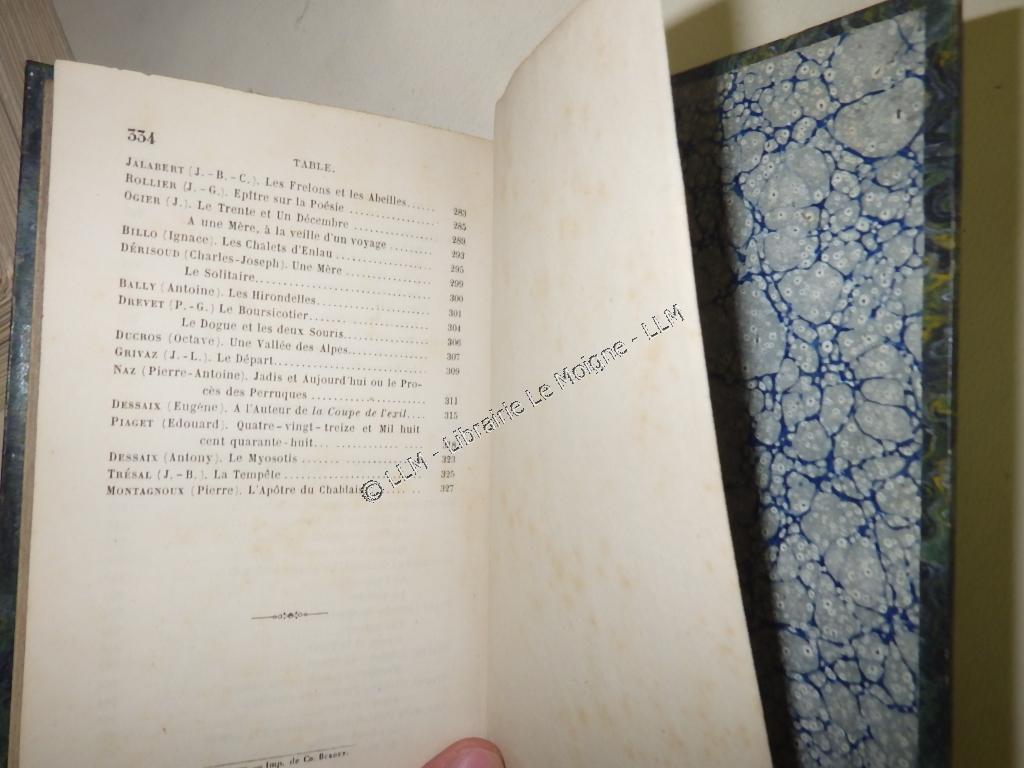 334
TABLE.
JALABERT (J.-B.-C.). Les Frelons et les Abeilles...... 283
ROLLIER (J.-G.). Epître sur la Poésie ................ 285
OGIER (J.). Le Trente et Un Décembre ............... 289
A une Mère, à la veille d'un voyage ........ 293
BILLO (Ignace). Les Chalets d'Enlau .................. 295
DÉRISOUD (Charles-Joseph). Une Mère ............... 299
Le Solitaire.............................. 300
BALLY (Antoine). Les Hirondelles.................... 301
DREVET (P.-G.) Le Boursicotier..................... 304
Le Dogue et les deux Souris................ 306
DUCROS (Octave). Une Vallée des Alpes............... 307
GRIVAZ (J.-L.). Le Départ........................... 309
NAZ (Pierre-Antoine). Jadis et Aujourd'hui ou le Pro-
cès des Perruques ........................ 311
DESSAIX (Eugène). A l'Auteur de la Coupe de l'exil.... 315
PIAGET (Edouard). Quatre-vingt-treize et Mil huit
cent quarante-huit.......................
DESSAIX (Antony). Le Myosotis ....................... 323
TRÉSAL (J.-B.). La Tempête ......................... 325
MONTAGNOUX (Pierre). L'Apôtre du Chablais ........ 327
— Imp. de Ch. BURDET.
© LLM - Librairie Le Moigne - LLM